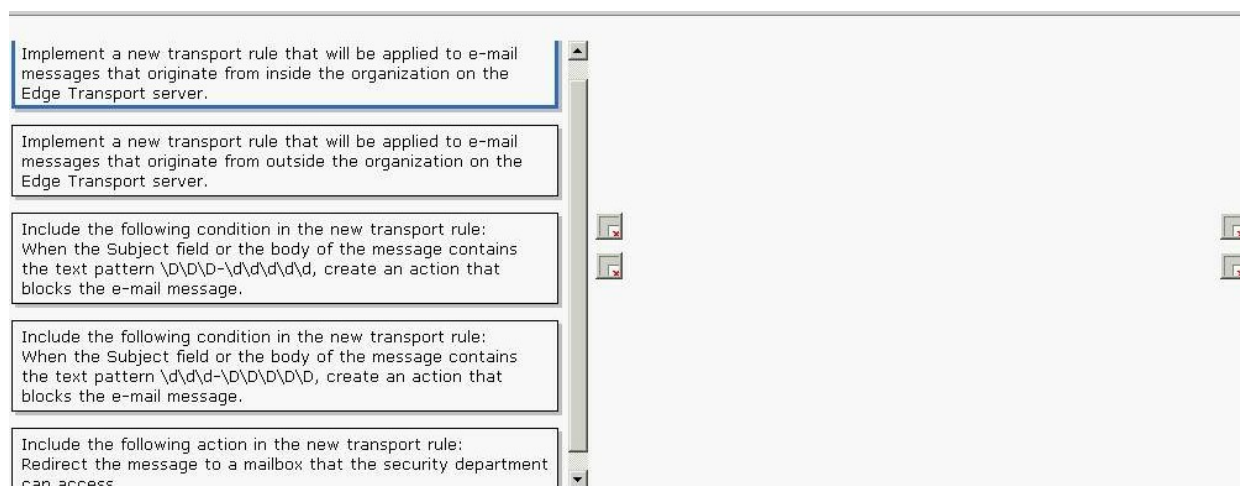 Implement a new transport rule that will be applied to e-mail
messages that originate from inside the organization on the
Edge Transport server.
Implement a new transport rule that will be applied to e-mail
messages that originate from outside the organization on the
Edge Transport server.
Include the following condition in the new transport rule:
When the Subject field or the body of the message contains
the text pattern \D\D\D-\d\d\d\d\d, create an action that
blocks the e-mail message.
Include the following condition in the new transport rule:
When the Subject field or the body of the message contains
the text pattern \d\d\d-\D\D\D\D\D, create an action that
blocks the e-mail message.
Include the following action in the new transport rule:
Redirect the message to a mailbox that the security department
can access.